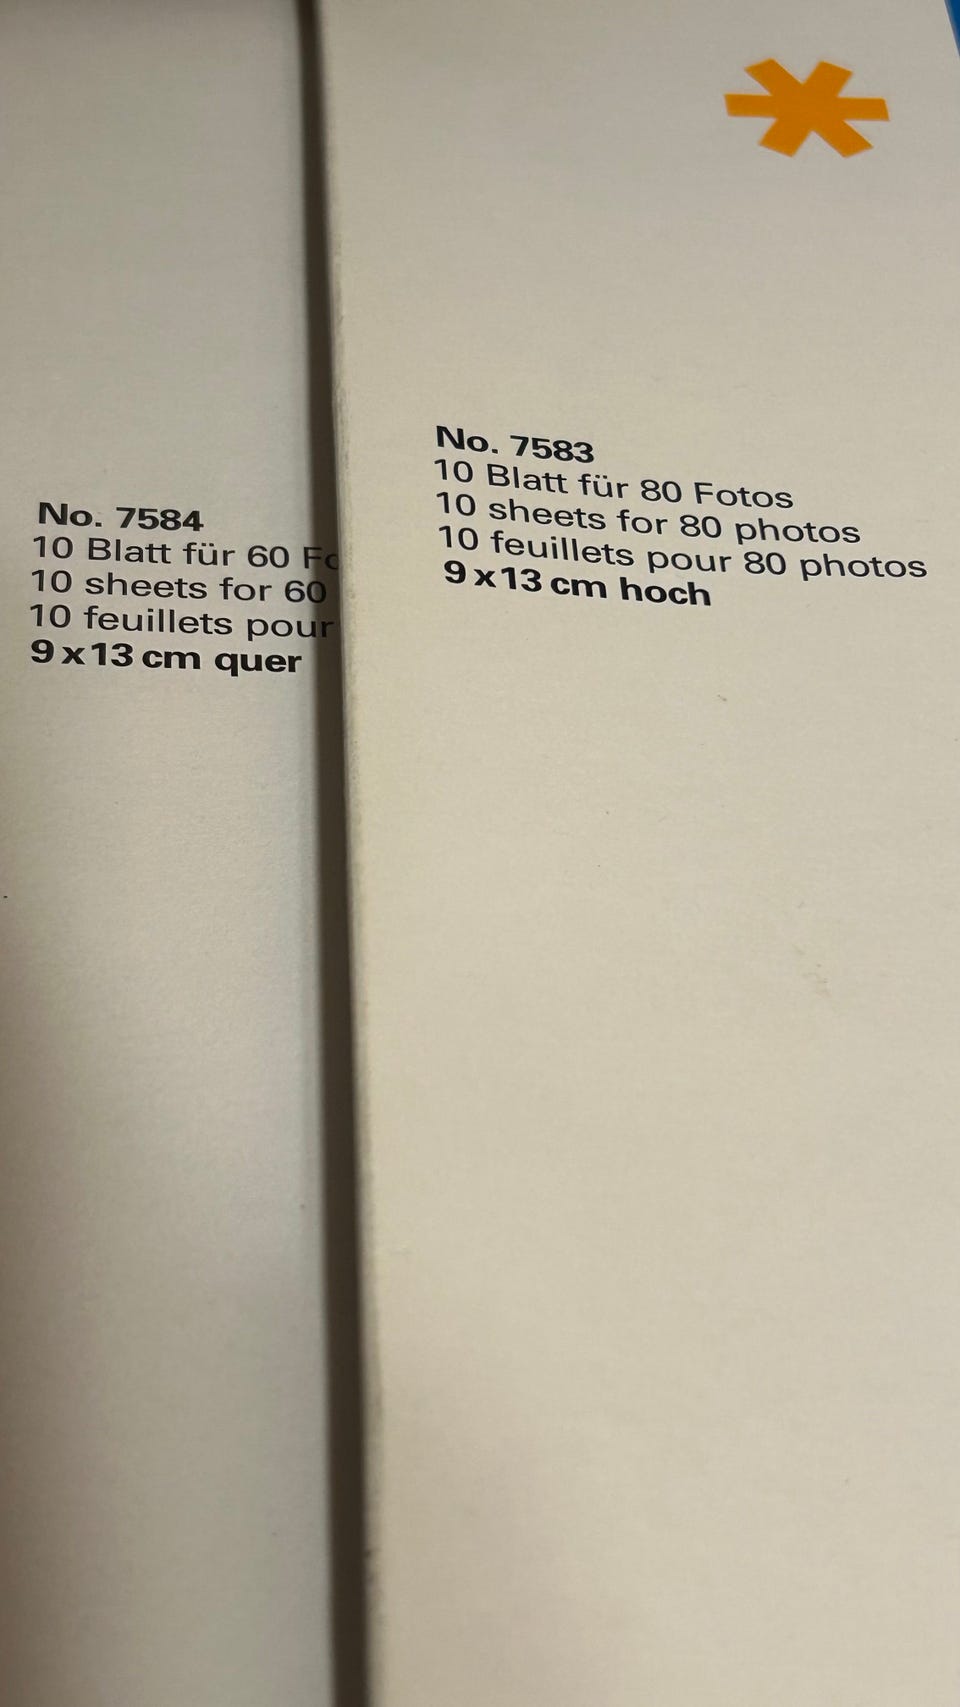 No. 7584
10 Blatt für 60
10 sheets for 60
10 feuillets pour
9 x 13 cm quer
No. 7583
10 Blatt für 80 Fotos
10 sheets for 80 photos
10 feuillets pour 80 photos
9 x 13 cm hoch